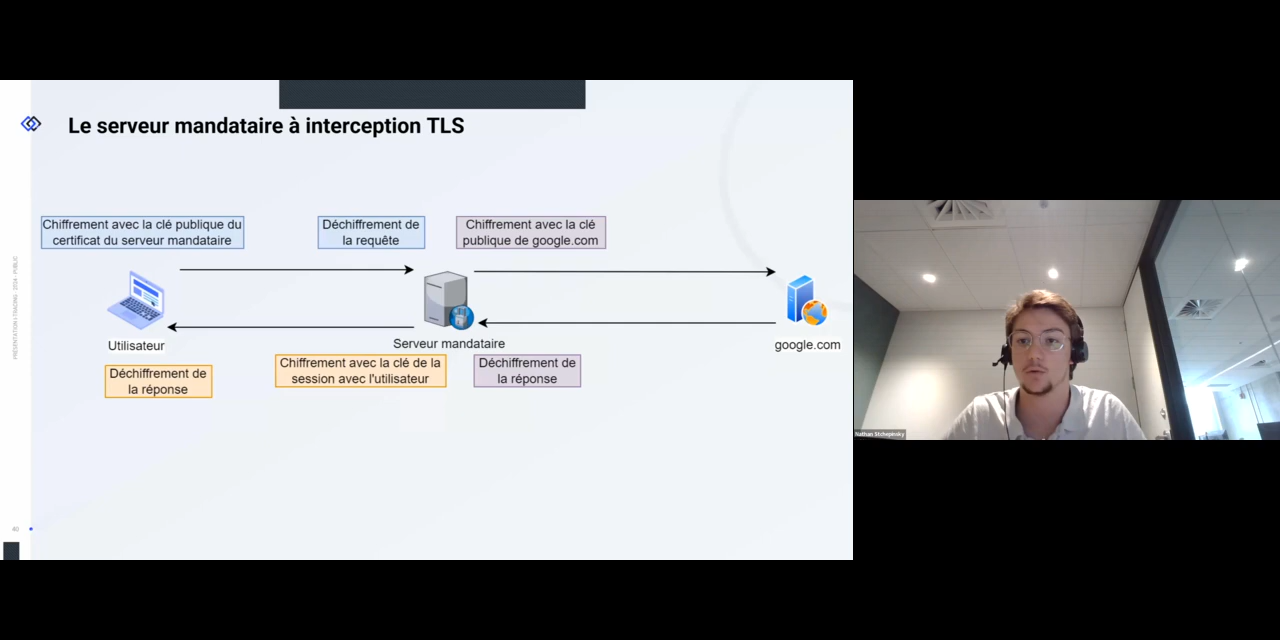 Le serveur mandataire à interception TLS
Chiffrement avec la clé publique du
certificat du serveur mandataire
Déchiffrement de
la requête
Chiffrement avec la clé
publique de google.com
Utilisateur
Serveur mandataire
google.com
Déchiffrement de
la réponse
Chiffrement avec la clé de la
session avec l'utilisateur
Déchiffrement de
la réponse
40
Nathan Stchepinsky